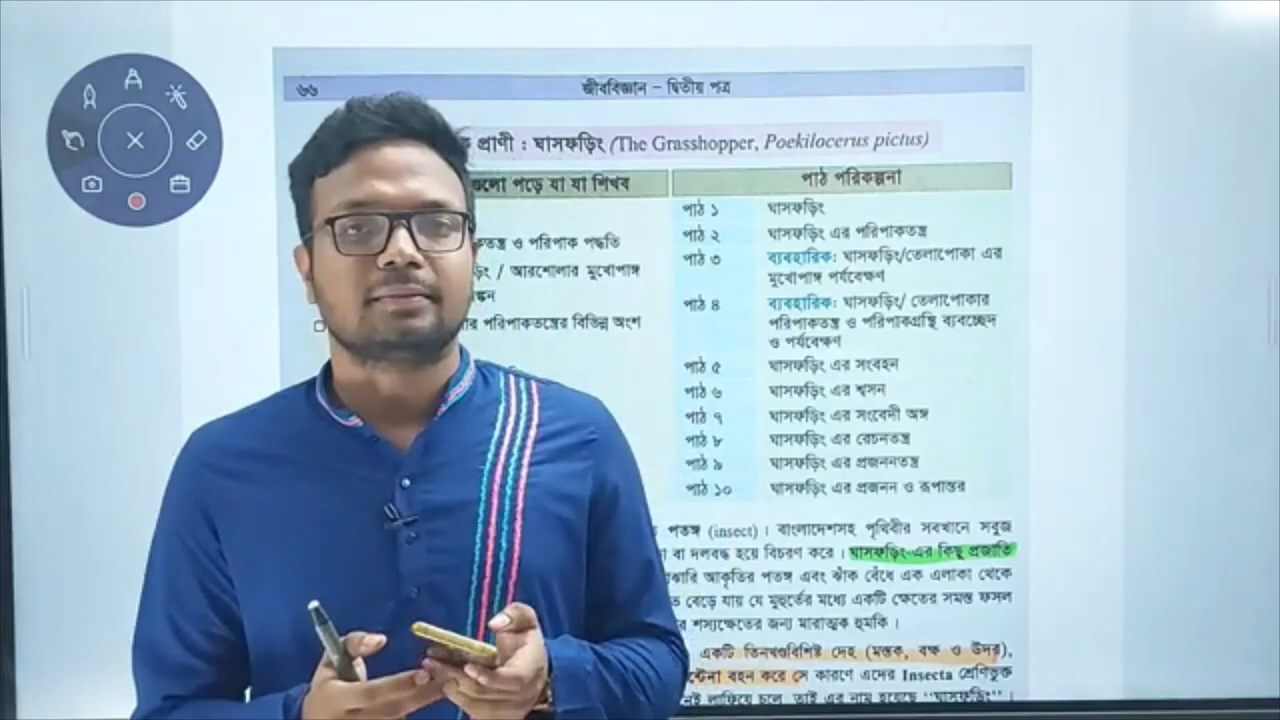 ৬৬
জীববিজ্ঞান – দ্বিতীয় পত্র
প্রাণী : ঘাসফড়িং (The Grasshopper, Poekilocerus pictus)
পড়ে যা যা শিখব
পাঠ পরিকল্পনা
ও পরিপাক পদ্ধতি
/ আরশোলার মুখোপাঙ্গ
পরিপাকতন্ত্রের বিভিন্ন অংশ
পাঠ ১ ঘাসফড়িং
পাঠ ২ ঘাসফড়িং এর পরিপাকতন্ত্র
পাঠ ৩ ব্যবহারিক: ঘাসফড়িং/তেলাপোকা এর
মুখোপাঙ্গ পর্যবেক্ষণ
পাঠ ৪ ব্যবহারিক: ঘাসফড়িং/ তেলাপোকার
পরিপাকতন্ত্র ও পরিপাকগ্রন্থি ব্যবচ্ছেদ
ও পর্যবেক্ষণ
পাঠ ৫ ঘাসফড়িং এর সংবহন
পাঠ ৬ ঘাসফড়িং এর শ্বসন
পাঠ ৭ ঘাসফড়িং এর সংবেদী অঙ্গ
পাঠ ৮ ঘাসফড়িং এর রেচনতন্ত্র
পাঠ ৯ ঘাসফড়িং এর প্রজননতন্ত্র
পাঠ ১০ ঘাসফড়িং এর প্রজনন ও রূপান্তর
পতঙ্গ (insect)। বাংলাদেশসহ পৃথিবীর সবখানে সবুজ
বা দলবদ্ধ হয়ে বিচরণ করে। ঘাসফড়িং-এর কিছু প্রজাতি
আকৃতির পতঙ্গ এবং ঝাঁক বেঁধে এক এলাকা থেকে
বেড়ে যায় যে মুহুর্তের মধ্যে একটি ক্ষেতের সমস্ত ফসল
শস্যক্ষেতের জন্য মারাত্মক হুমকি।
একটি তিনখণ্ডবিশিষ্ট দেহ (মস্তক, বক্ষ ও উদর),
বহন করে সে কারণে এদের Insecta শ্রেণিভুক্ত
লাফিয়ে চলে, তাই এর নাম হয়েছে "ঘাসফড়িং"।